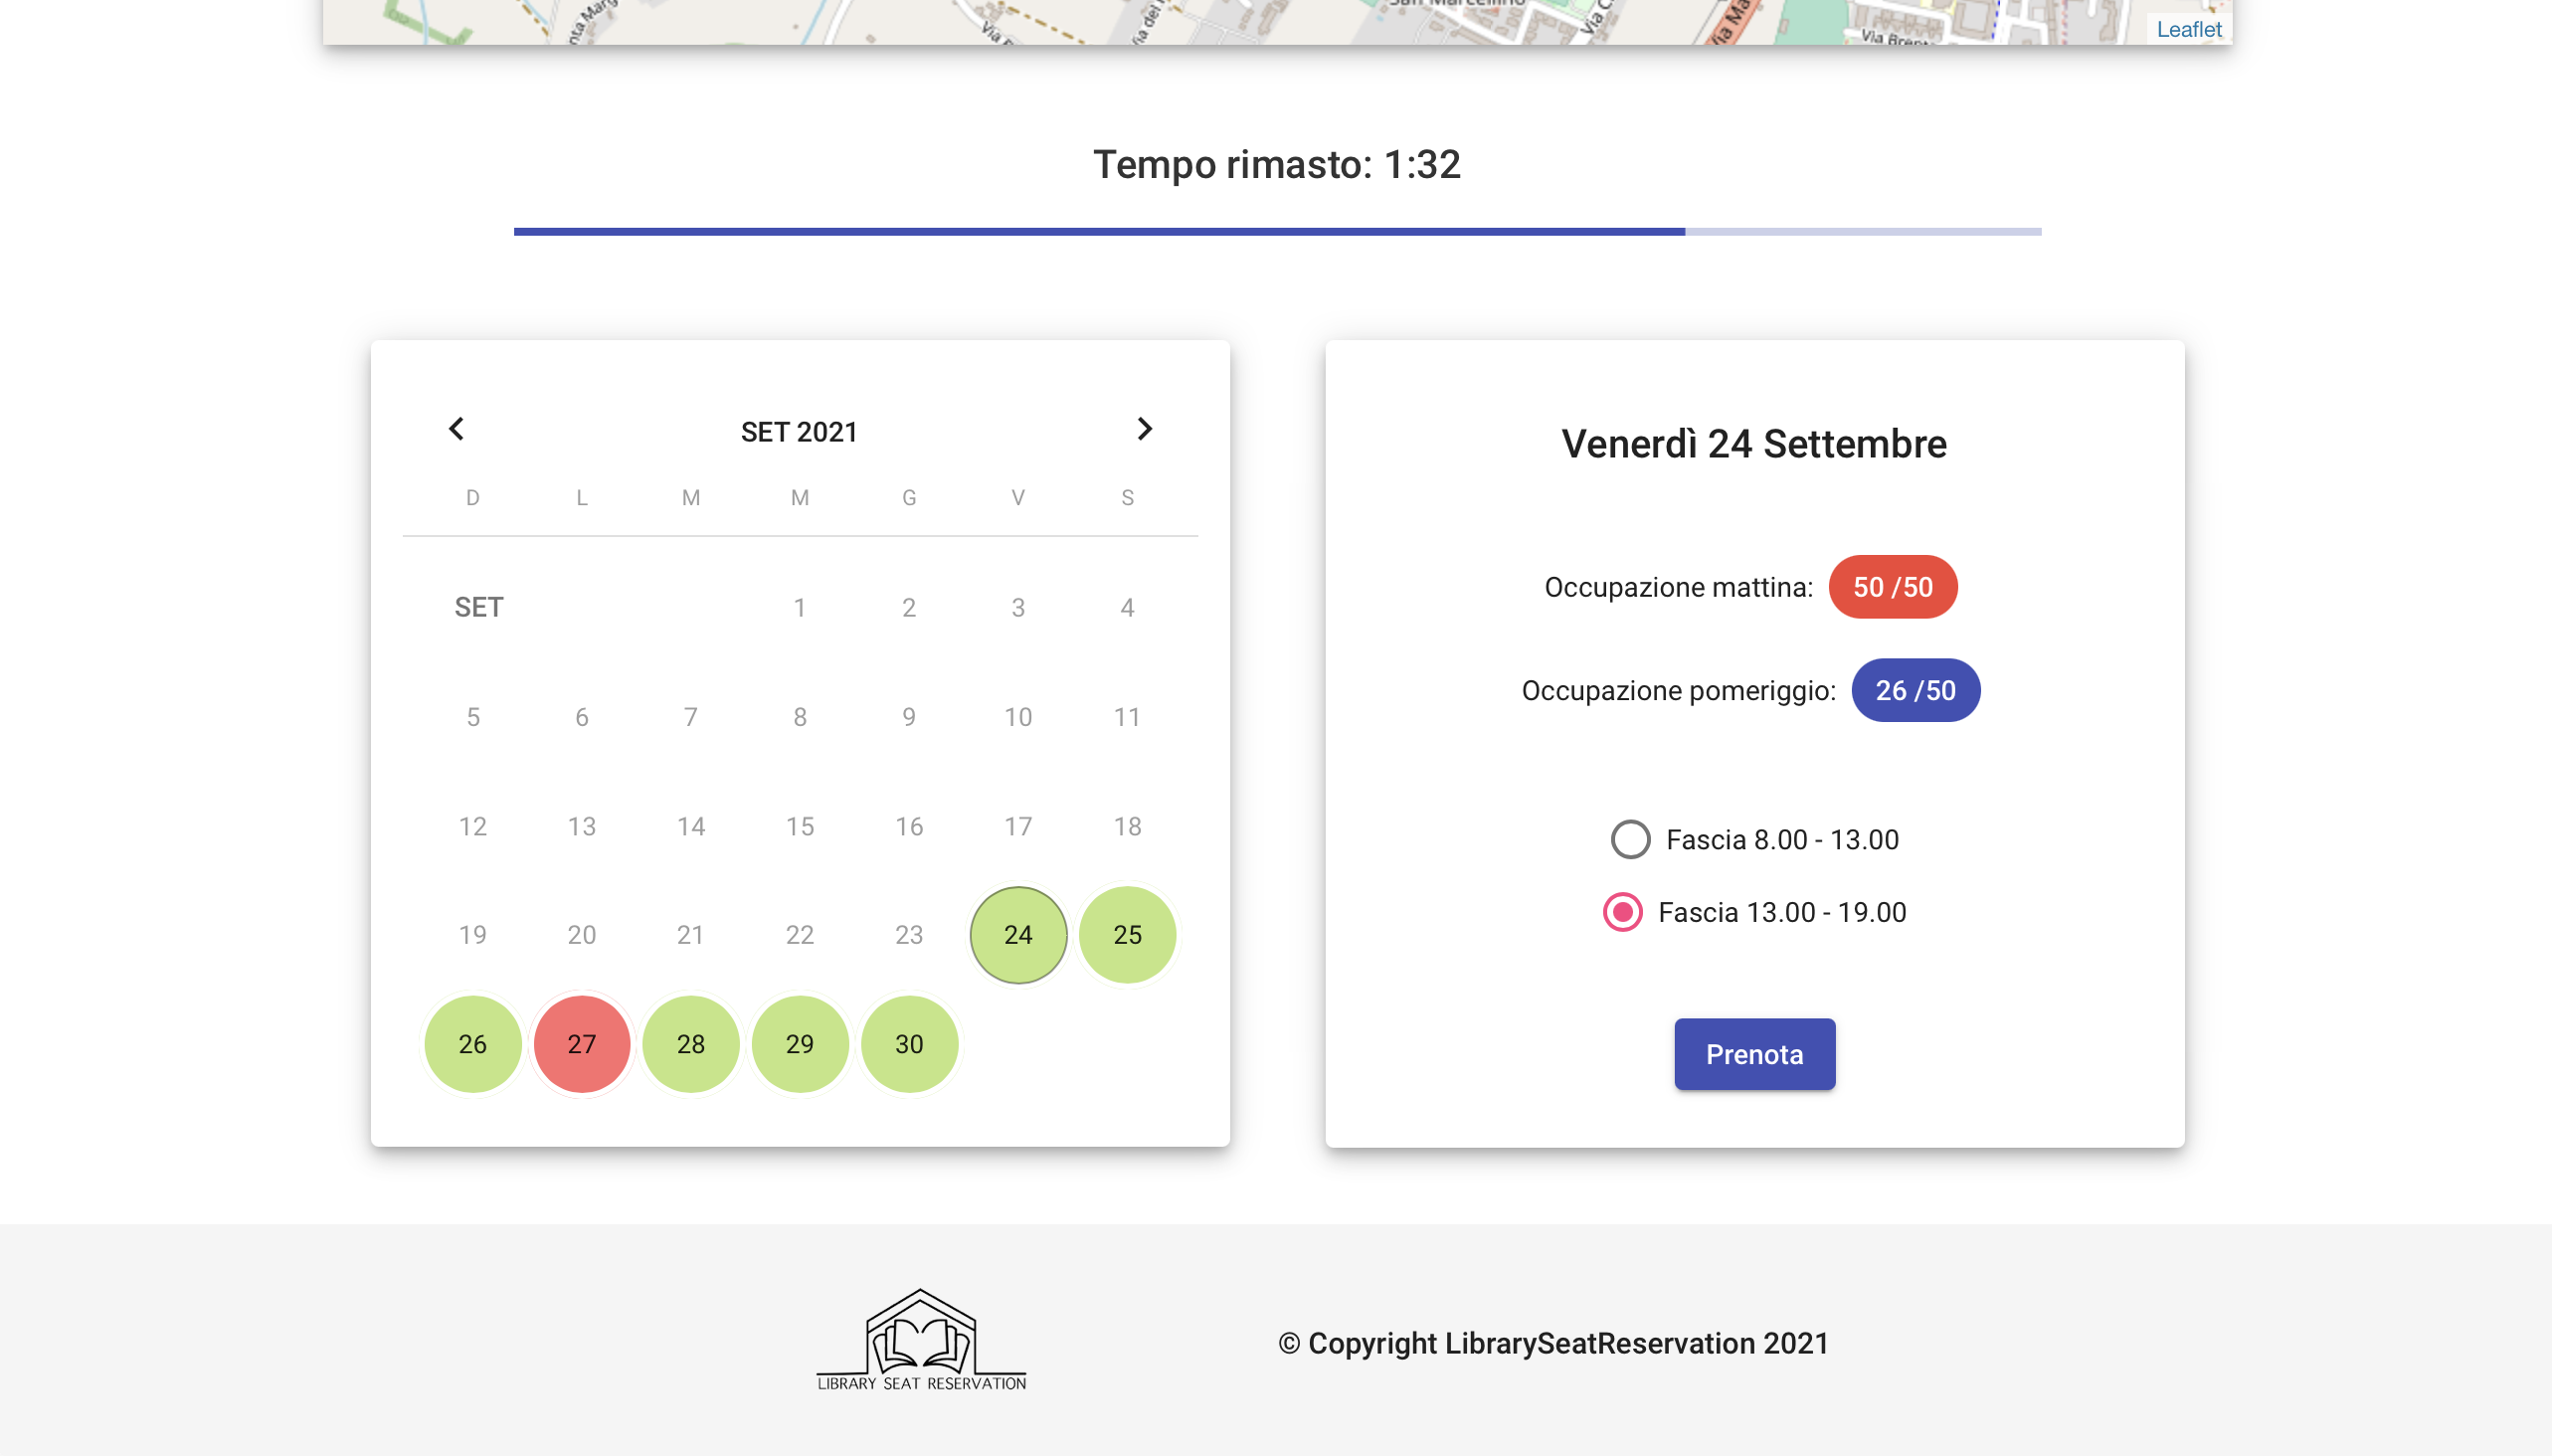 Leaflet
Tempo rimasto: 1:32
SET 2021
D L M M G V S
SET 1 2 3 4
5 6 7 8 9 10 11
12 13 14 15 16 17 18
19 20 21 22 23 24 25
26 27 28 29 30
Venerdì 24 Settembre
Occupazione mattina: 50 /50
Occupazione pomeriggio: 26 /50
Fascia 8.00 - 13.00
Fascia 13.00 - 19.00
Prenota
LIBRARY SEAT RESERVATION
© Copyright LibrarySeatReservation 2021